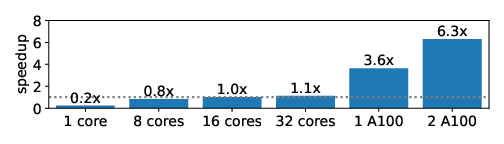 8
6
4
2
0
speedup
0.2x
0.8x
1.0x
1.1x
3.6x
6.3x
1 core 8 cores 16 cores 32 cores 1 A100 2 A100